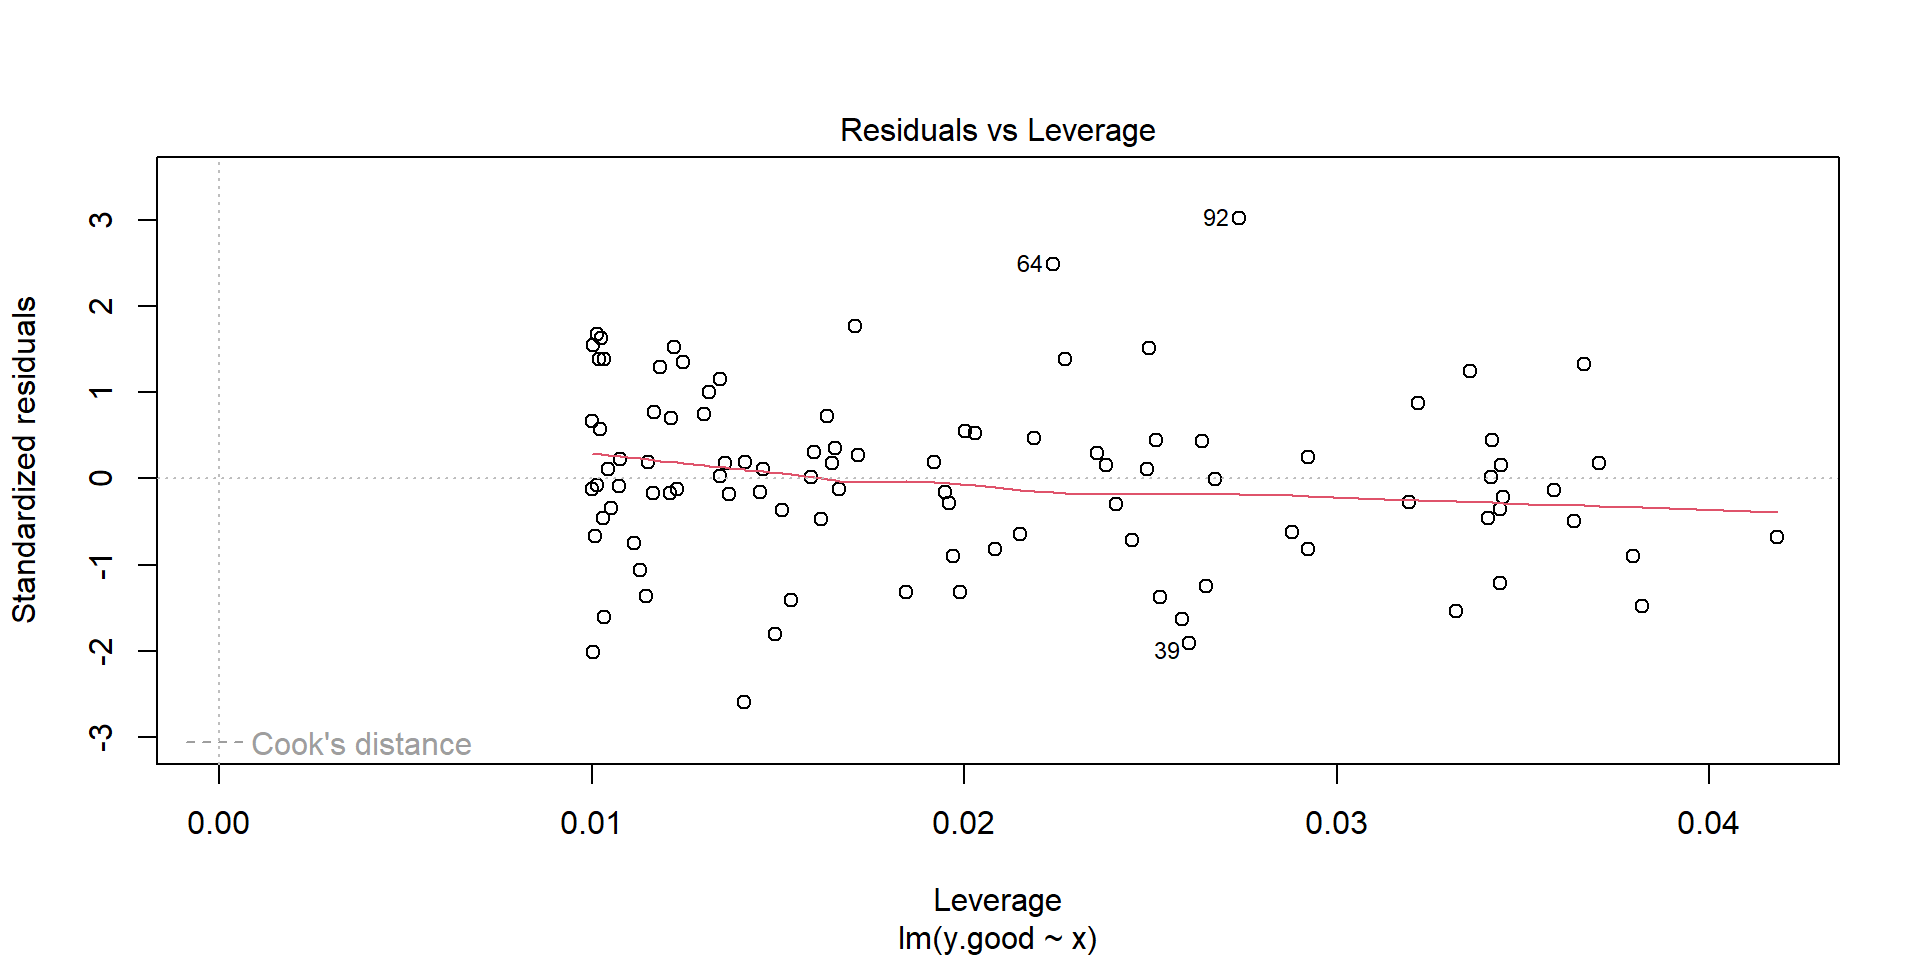 Residuals vs Leverage
Standardized residuals
3
2
1
0
-1
-2
-3
92
64
39
Cook's distance
0.00 0.01 0.02 0.03 0.04
Leverage
lm(y.good ~ x)